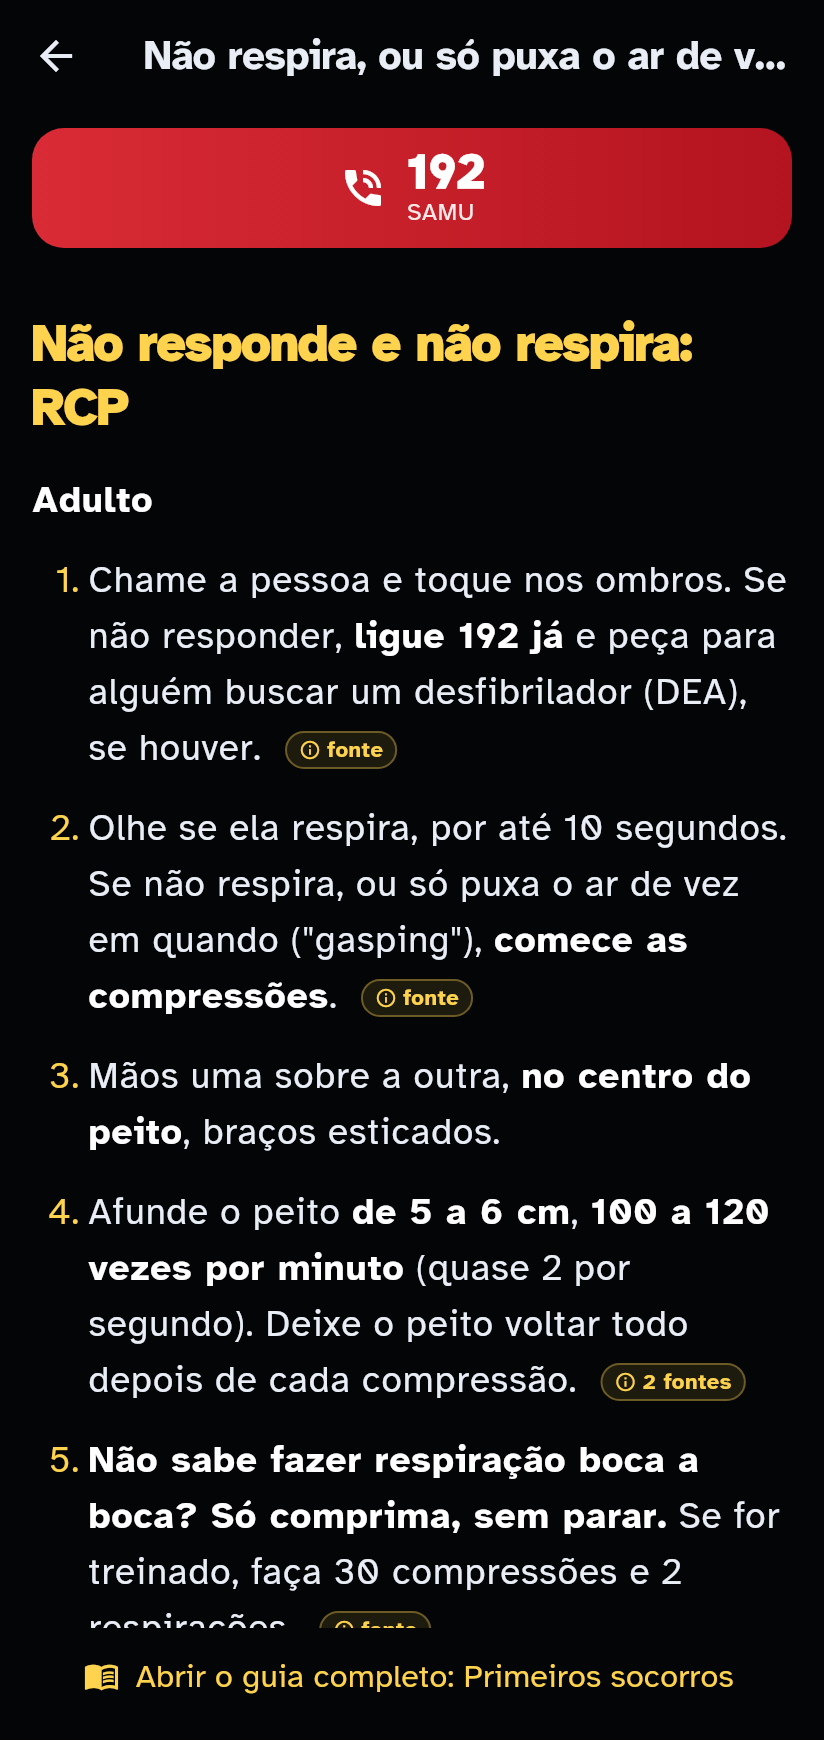 Não respira, ou só puxa o ar de v...
192
SAMU
Não responde e não respira:
RCP
Adulto
1. Chame a pessoa e toque nos ombros. Se
não responder, ligue 192 já e peça para
alguém buscar um desfibrilador (DEA),
se houver. fonte
2. Olhe se ela respira, por até 10 segundos.
Se não respira, ou só puxa o ar de vez
em quando ("gasping"), comece as
compressões. fonte
3. Mãos uma sobre a outra, no centro do
peito, braços esticados.
4. Afunde o peito de 5 a 6 cm, 100 a 120
vezes por minuto (quase 2 por
segundo). Deixe o peito voltar todo
depois de cada compressão. 2 fontes
5. Não sabe fazer respiração boca a
boca? Só comprima, sem parar. Se for
treinado, faça 30 compressões e 2
respirações. fonte
Abrir o guia completo: Primeiros socorros